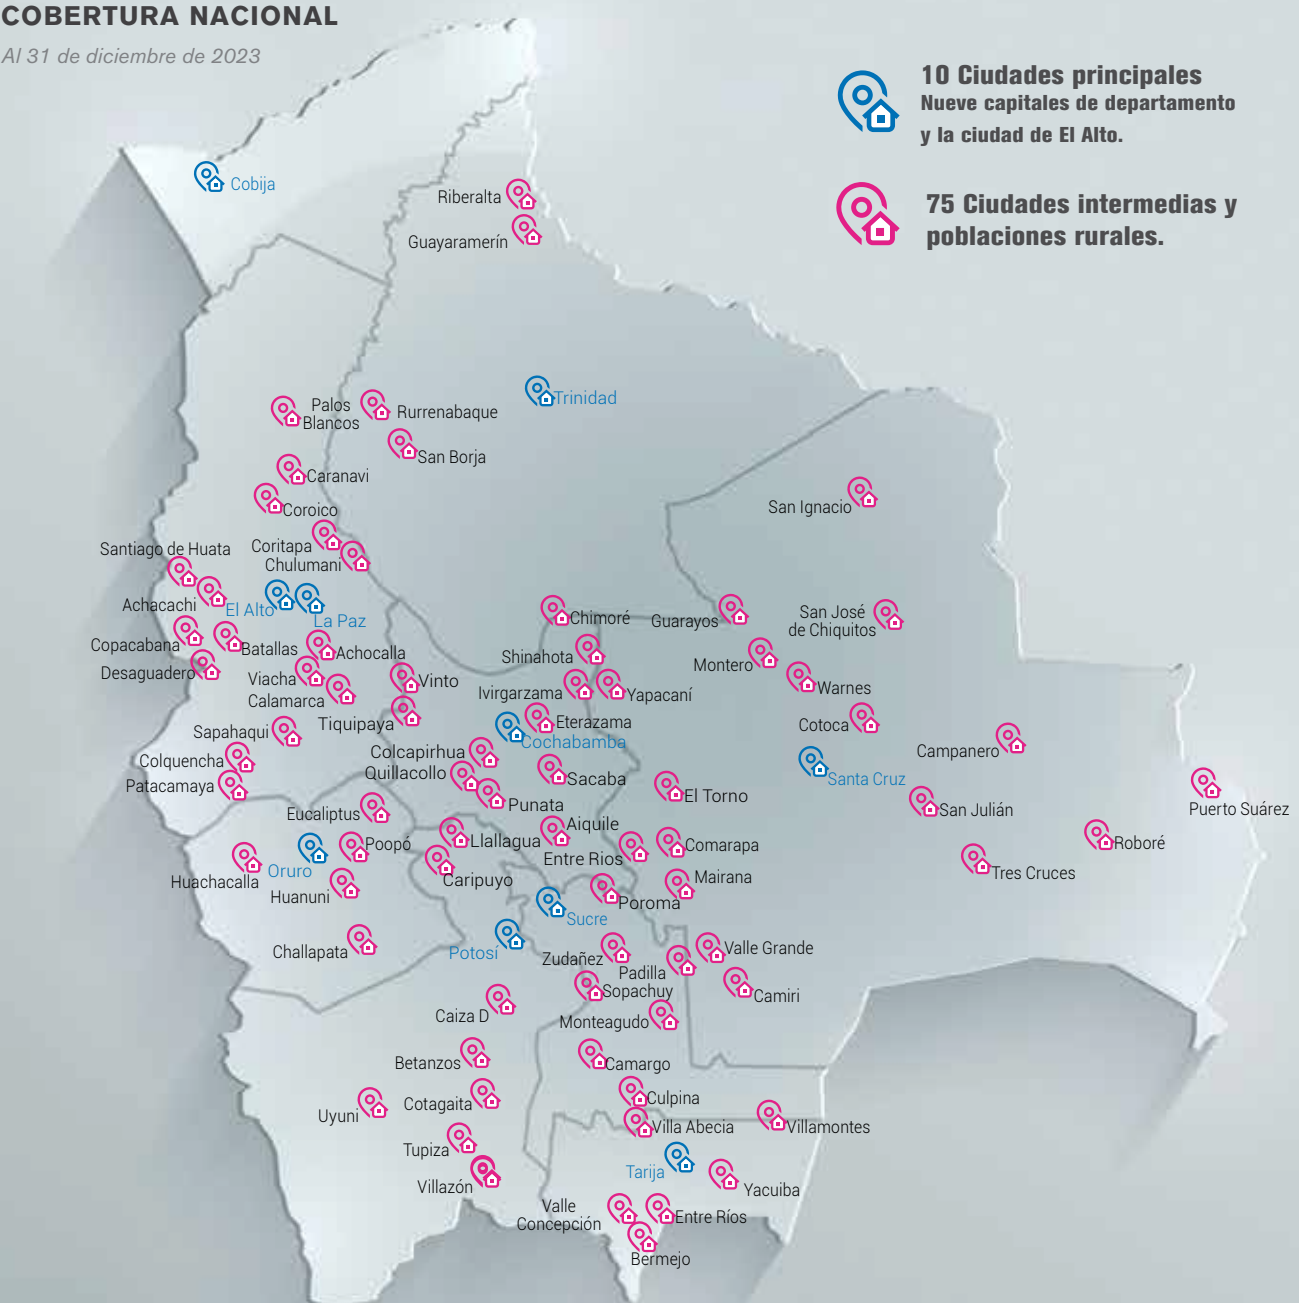 COBERTURA NACIONAL
Al 31 de diciembre de 2023
10 Ciudades principales
Nueve capitales de departamento
y la ciudad de El Alto.
75 Ciudades intermedias y
poblaciones rurales.
Cobija
Riberalta
Guayaramerín
Trinidad
Palos
Blancos
Rurrenabaque
San Borja
Caranavi
Coroico
San Ignacio
Santiago de Huata
Coritapa
Chulumani
Achacachi
El Alto
La Paz
Chimoré
Guarayos
San José
de Chiquitos
Copacabana
Batallas
Achocalla
Shinahota
Montero
Desaguadero
Viacha
Calamarca
Vinto
Ivirgarzama
Yapacaní
Warnes
Tiquipaya
Eterazama
Cotoca
Sapahaqui
Cochabamba
Campanero
Colquencha
Colcapirhua
Quillacollo
Sacaba
Santa Cruz
Patacamaya
El Torno
Punata
San Julián
Puerto Suárez
Eucaliptus
Aiquile
Poopó
Llallagua
Entre Rios
Comarapa
Roboré
Oruro
Huachacalla
Caripuyo
Mairana
Tres Cruces
Huanuni
Poroma
Sucre
Challapata
Potosí
Zudañez
Valle Grande
Padilla
Sopachuy
Camiri
Caiza D
Monteagudo
Betanzos
Camargo
Cotagaita
Culpina
Uyuni
Villa Abecia
Villamontes
Tupiza
Tarija
Villazón
Yacuiba
Valle
Concepción
Entre Ríos
Bermejo